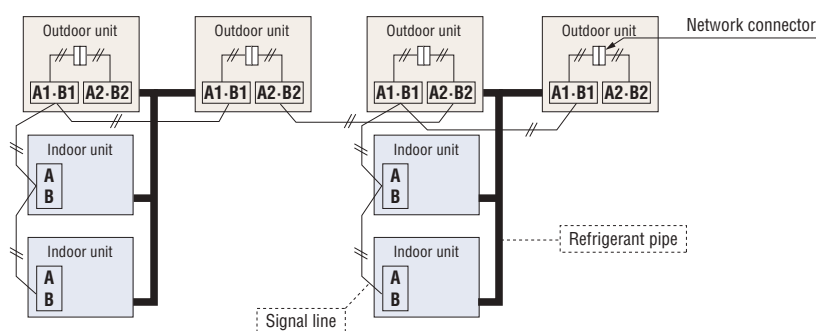 Outdoor unit
A1·B1 A2·B2
Outdoor unit
A1·B1 A2·B2
Outdoor unit
A1·B1 A2·B2
Outdoor unit
A1·B1 A2·B2
Network connector
Indoor unit
A
B
Indoor unit
A
B
Indoor unit
A
B
Indoor unit
A
B
Refrigerant pipe
Signal line